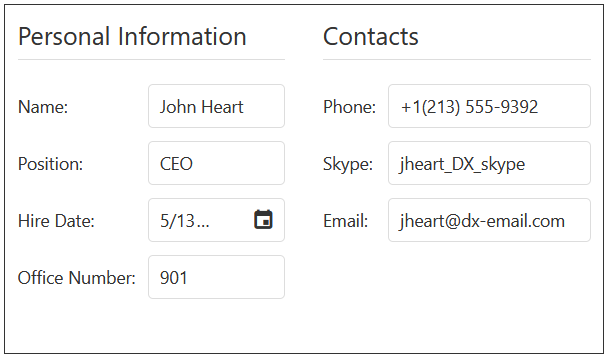 Personal Information
Name: John Heart
Position: CEO
Hire Date: 5/13...
Office Number: 901
Contacts
Phone: +1(213) 555-9392
Skype: jheart_DX_skype
Email: jheart@dx-email.com